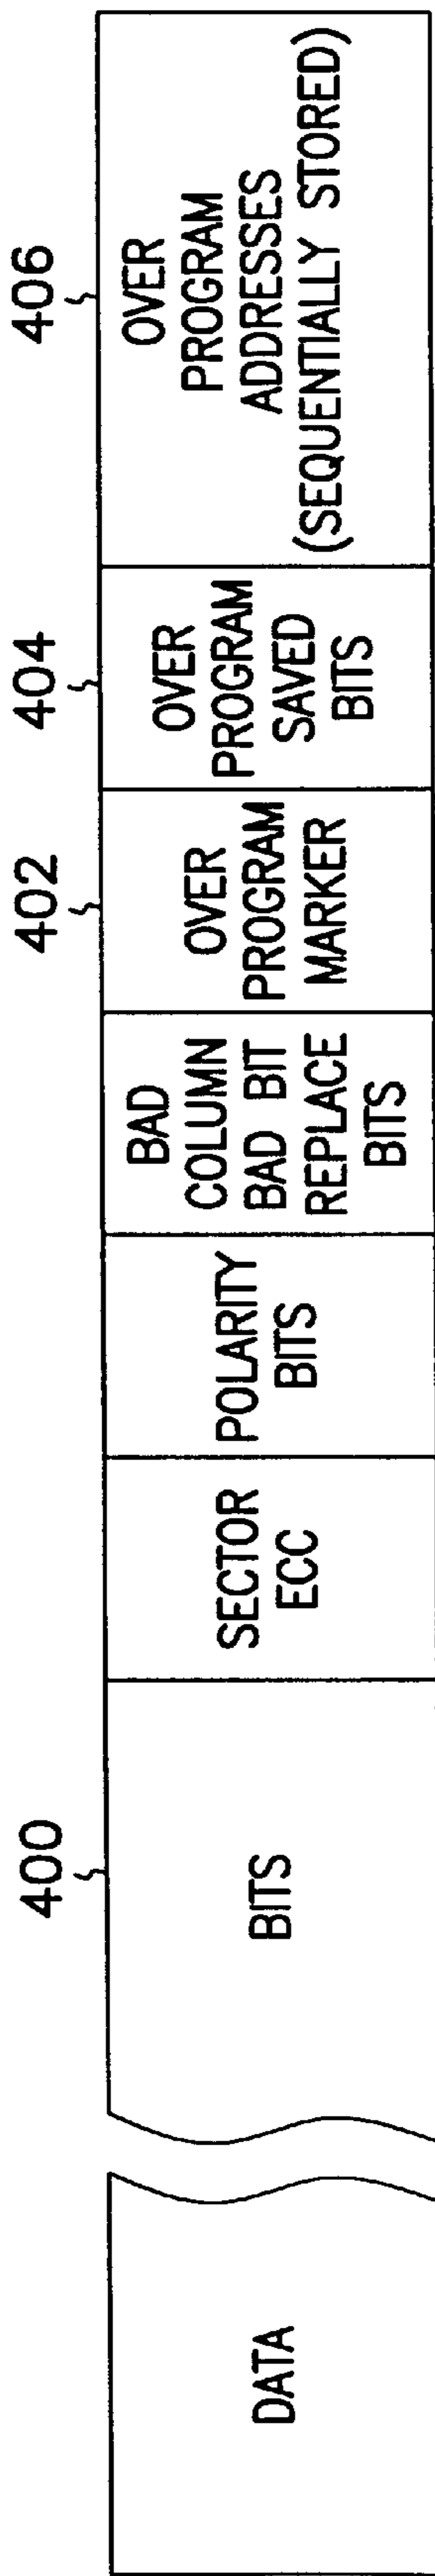 400
402
404
406
DATA
BITS
SECTOR
ECC
POLARITY
BITS
BAD
COLUMN
BAD BIT
REPLACE
BITS
OVER
PROGRAM
MARKER
OVER
PROGRAM
SAVED
BITS
OVER
PROGRAM
ADDRESSES
(SEQUENTIALLY STORED)